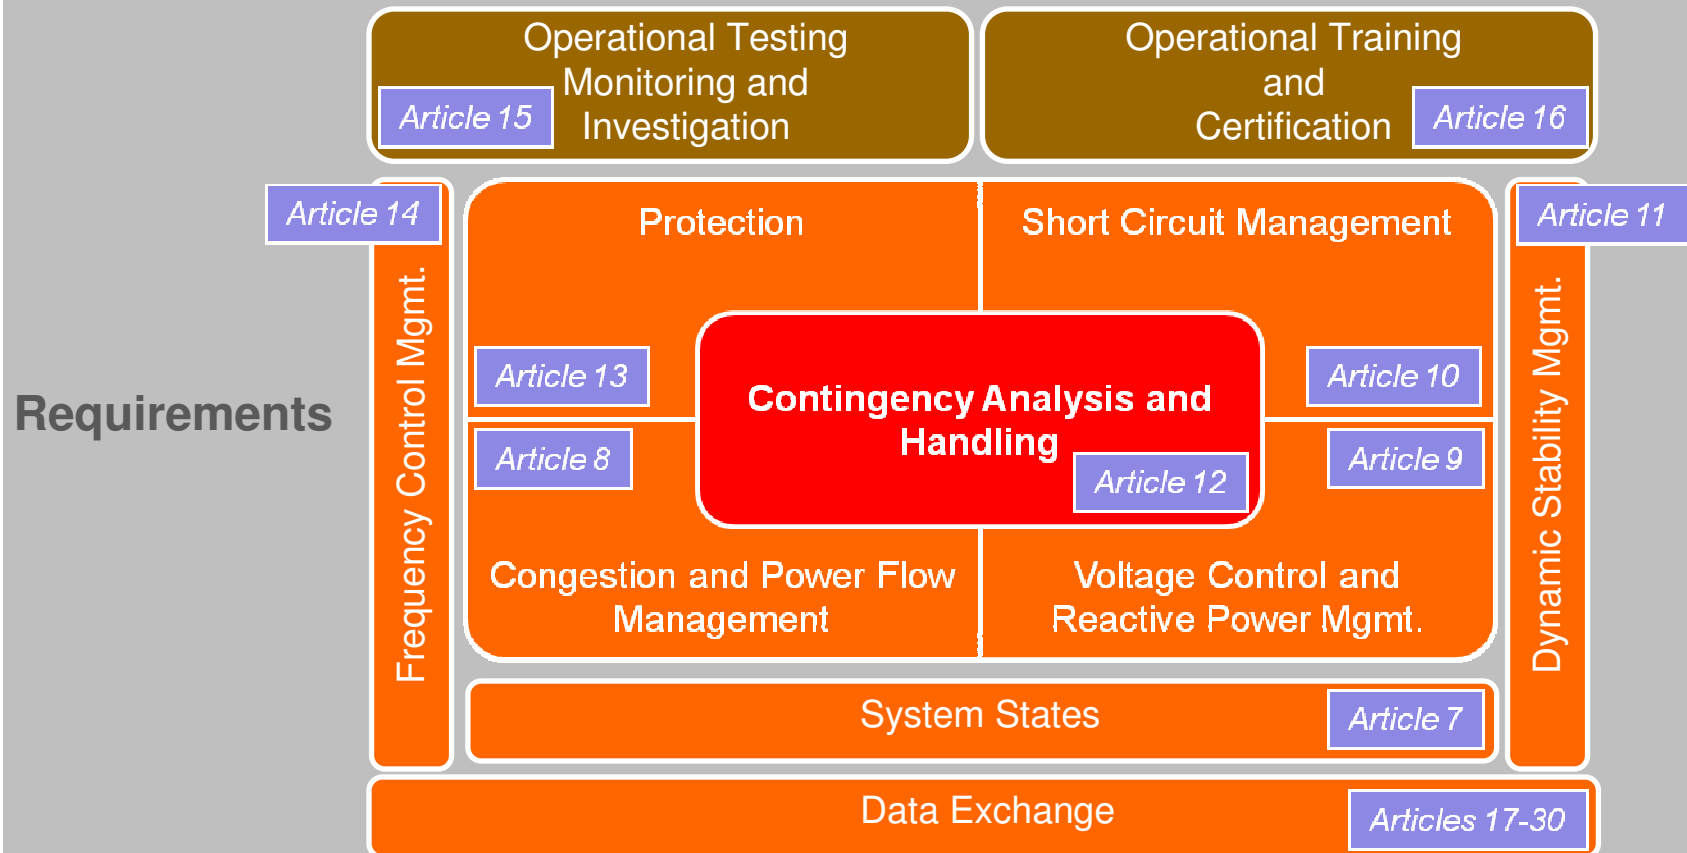 Operational Testing
Monitoring and
Investigation
Article 15
Operational Training
and
Certification
Article 16
Article 14
Frequency Control Mgmt.
Protection
Article 13
Short Circuit Management
Article 10
Article 11
Dynamic Stability Mgmt.
Requirements
Contingency Analysis and
Handling
Article 12
Article 8
Congestion and Power Flow
Management
Article 9
Voltage Control and
Reactive Power Mgmt.
System States
Article 7
Data Exchange
Articles 17-30